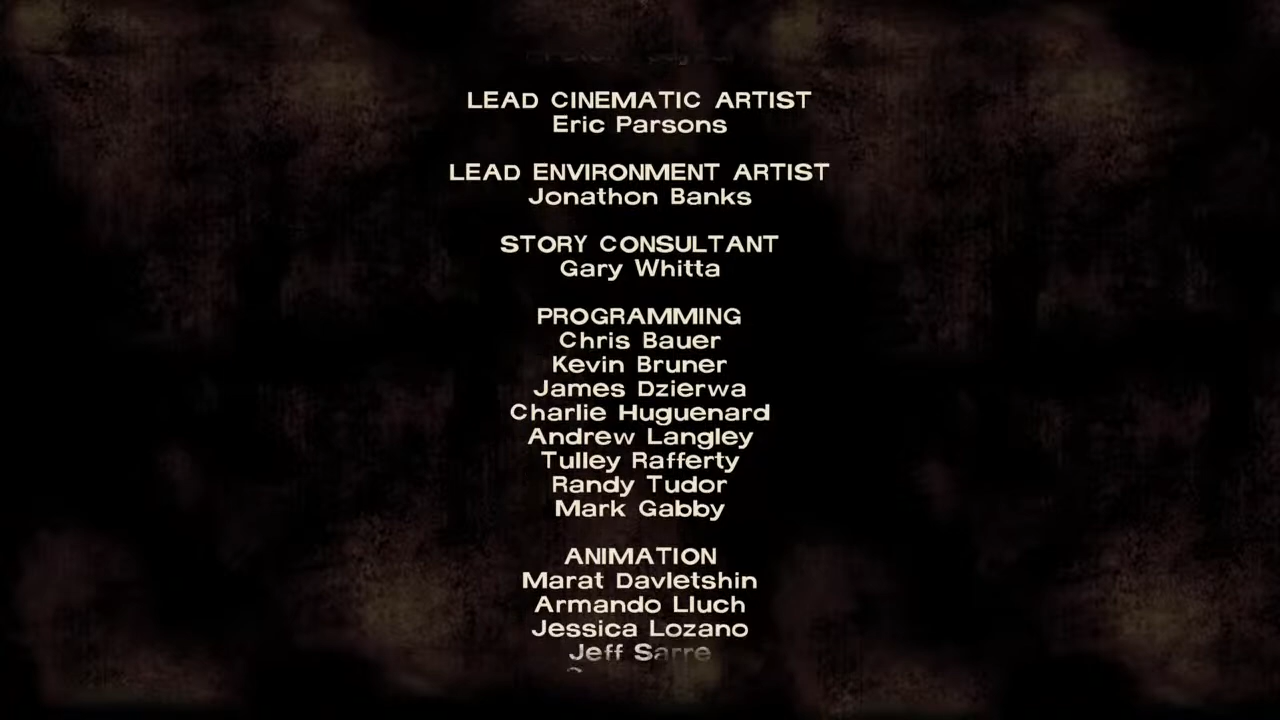 LEAD CINEMATIC ARTIST
Eric Parsons
LEAD ENVIRONMENT ARTIST
Jonathon Banks
STORY CONSULTANT
Gary Whitta
PROGRAMMING
Chris Bauer
Kevin Bruner
James Dzierwa
Charlie Huguenard
Andrew Langley
Tulley Rafferty
Randy Tudor
Mark Gabby
ANIMATION
Marat Davletshin
Armando Lluch
Jessica Lozano
Jeff Sarre